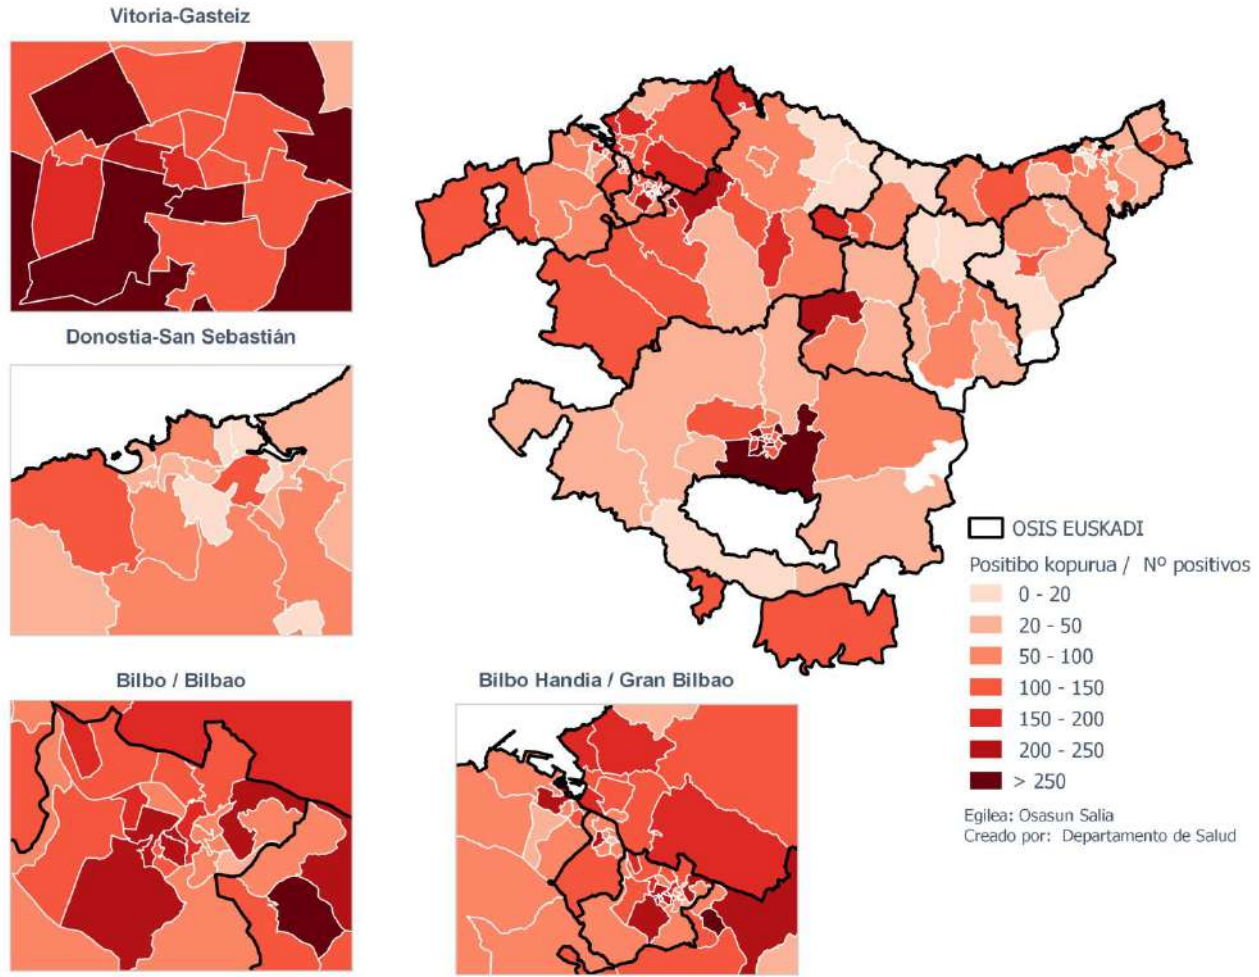 Vitoria-Gasteiz
Donostia-San Sebastián
Bilbo / Bilbao
Bilbo Handia / Gran Bilbao
OSIS EUSKADI
Positibo kopurua / Nº positivos
0 - 20
20 - 50
50 - 100
100 - 150
150 - 200
200 - 250
> 250
Egilea: Osasun Salia
Creado por: Departamento de Salud